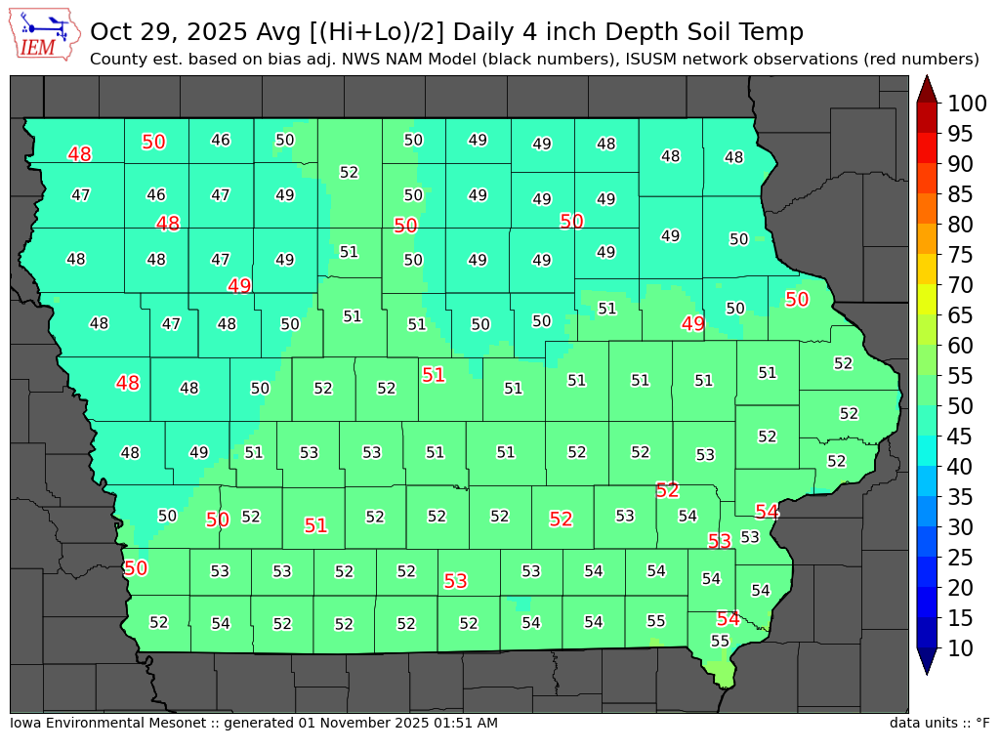 IEM
Oct 29, 2025 Avg [(Hi+Lo)/2] Daily 4 inch Depth Soil Temp
County est. based on bias adj. NWS NAM Model (black numbers), ISUSM network observations (red numbers)
48 50 46 50 52 50 49 49 48 48 48
47 46 47 49 50 49 49 49
48 50 50
48 48 47 49 51 50 49 49 49 49 50
49
48 47 48 50 51 51 50 50 51 49 50 50
48 48 50 52 52 51 51 51 51 51 51 52
52
48 49 51 53 53 51 51 52 52 53 52 52
52
50 50 52 51 52 52 52 52 53 54 54
53 53
50 53 53 52 52 53 53 54 54 54 54
52 54 52 52 52 52 54 54 55 54
55
100
95
90
85
80
75
70
65
60
55
50
45
40
35
30
25
20
15
10
Iowa Environmental Mesonet :: generated 01 November 2025 01:51 AM
data units :: °F